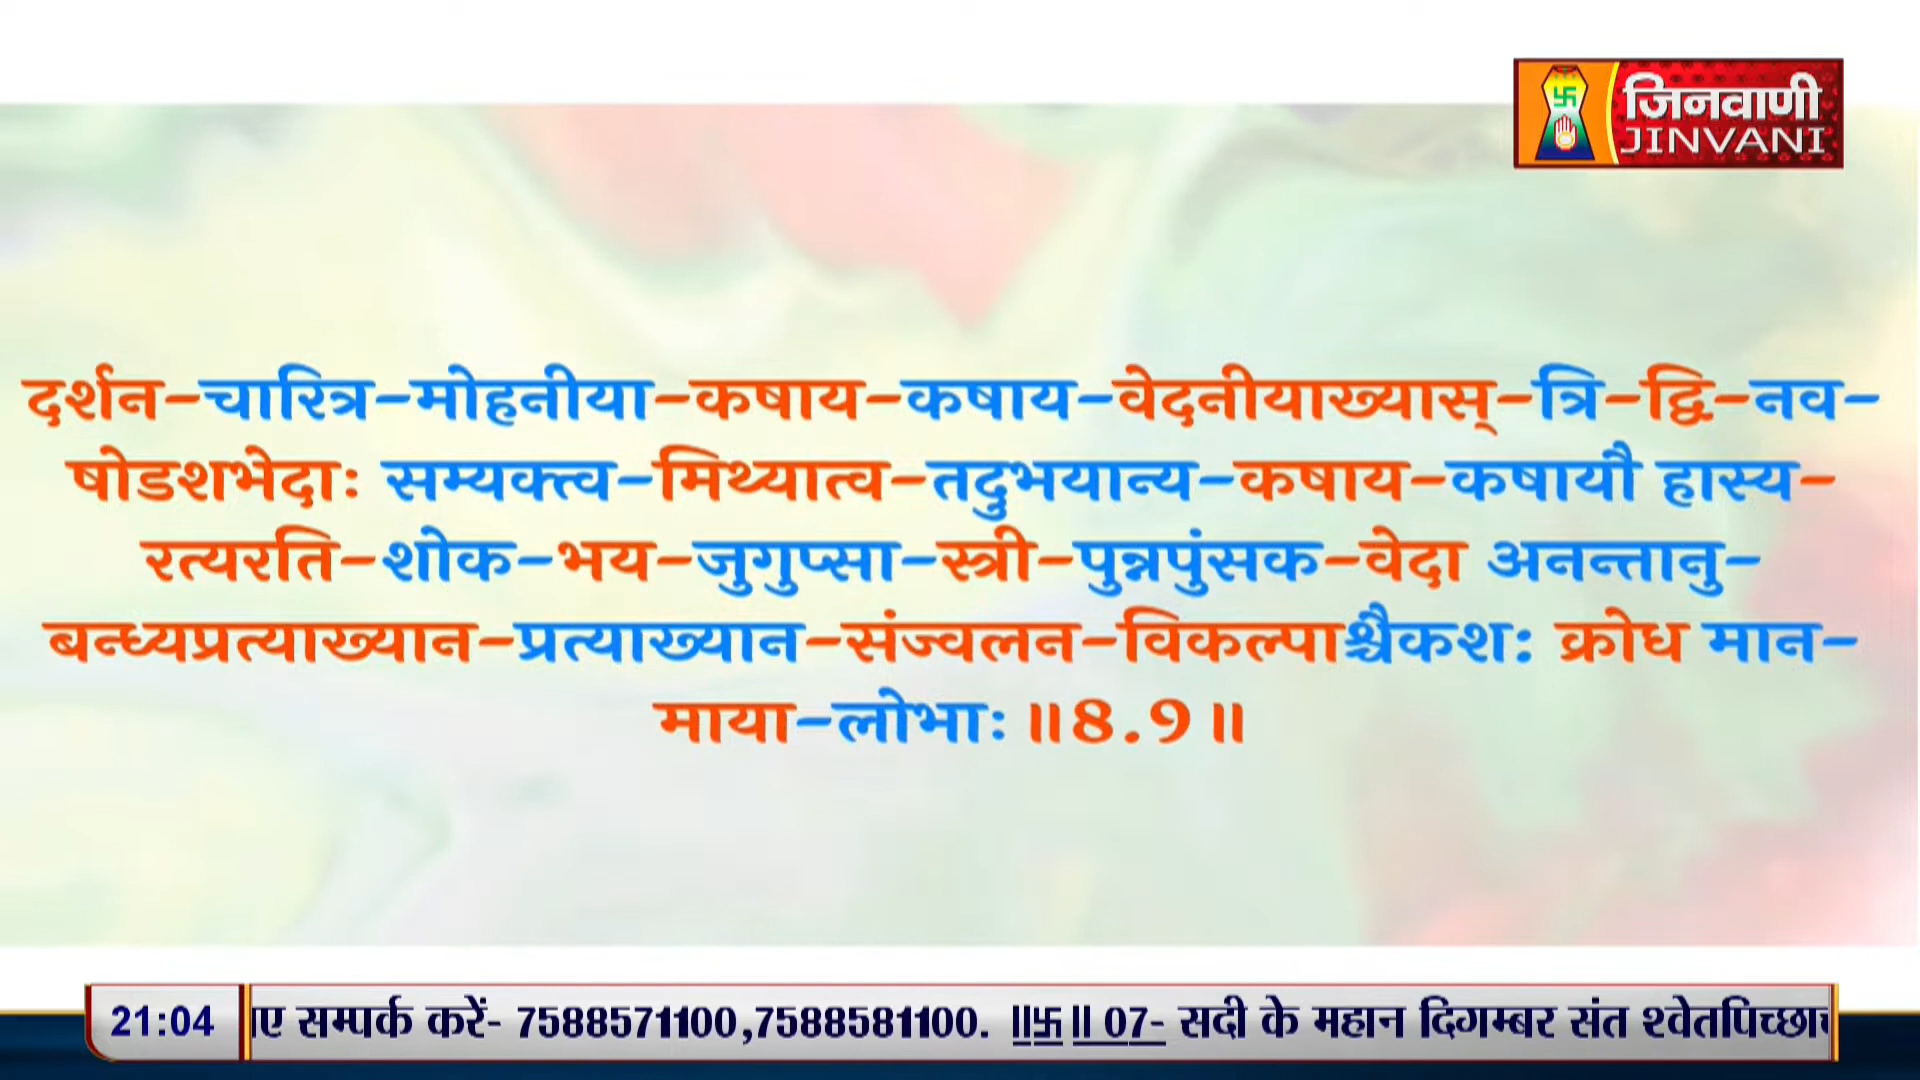 जिनवाणी
JINVANI
दर्शन-चारित्र-मोहनीया-कषाय-कषाय-वेदनीयाख्यास्-त्रि-द्वि-नव-
षोडशभेदाः सम्यक्त्व-मिथ्यात्व-तदुभयान्य-कषाय-कषायौ हास्य-
रत्यरति-शोक-भय-जुगुप्सा-स्त्री-पुन्नपुंसक-वेदा अनन्तानु-
बन्ध्यप्रत्याख्यान-प्रत्याख्यान-संज्वलन-विकल्पाश्चैकशः क्रोध मान-
माया-लोभाः ॥8.9॥
21:04 ए सम्पर्क करें- 7588571100,7588581100. ॥卐॥ 07- सदी के महान दिगम्बर संत श्वेतपिच्छाच